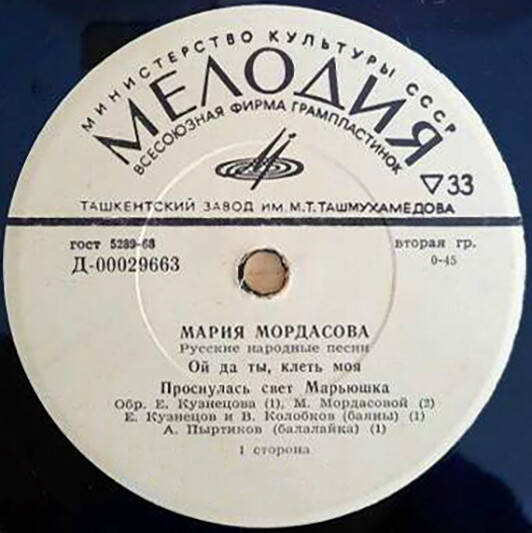 МИНИСТЕРСТВО КУЛЬТУРЫ СССР
МЕЛОДИЯ
ВСЕСОЮЗНАЯ ФИРМА ГРАМПЛАСТИНОК
▽33
ТАШКЕНТСКИЙ ЗАВОД ИМ. М.Т. ТАШМУХАМЕДОВА
ГОСТ 5289-68
вторая гр.
Д-00029663
0-45
МАРИЯ МОРДАСОВА
Русские народные песни
Ой да ты, клеть моя
Проснулась свет Марьюшка
Обр. Е. Кузнецова (1), М. Мордасовой (2)
Е. Кузнецов и В. Колобков (баяны) (1)
А. Пыртиков (балалайка) (1)
1 сторона